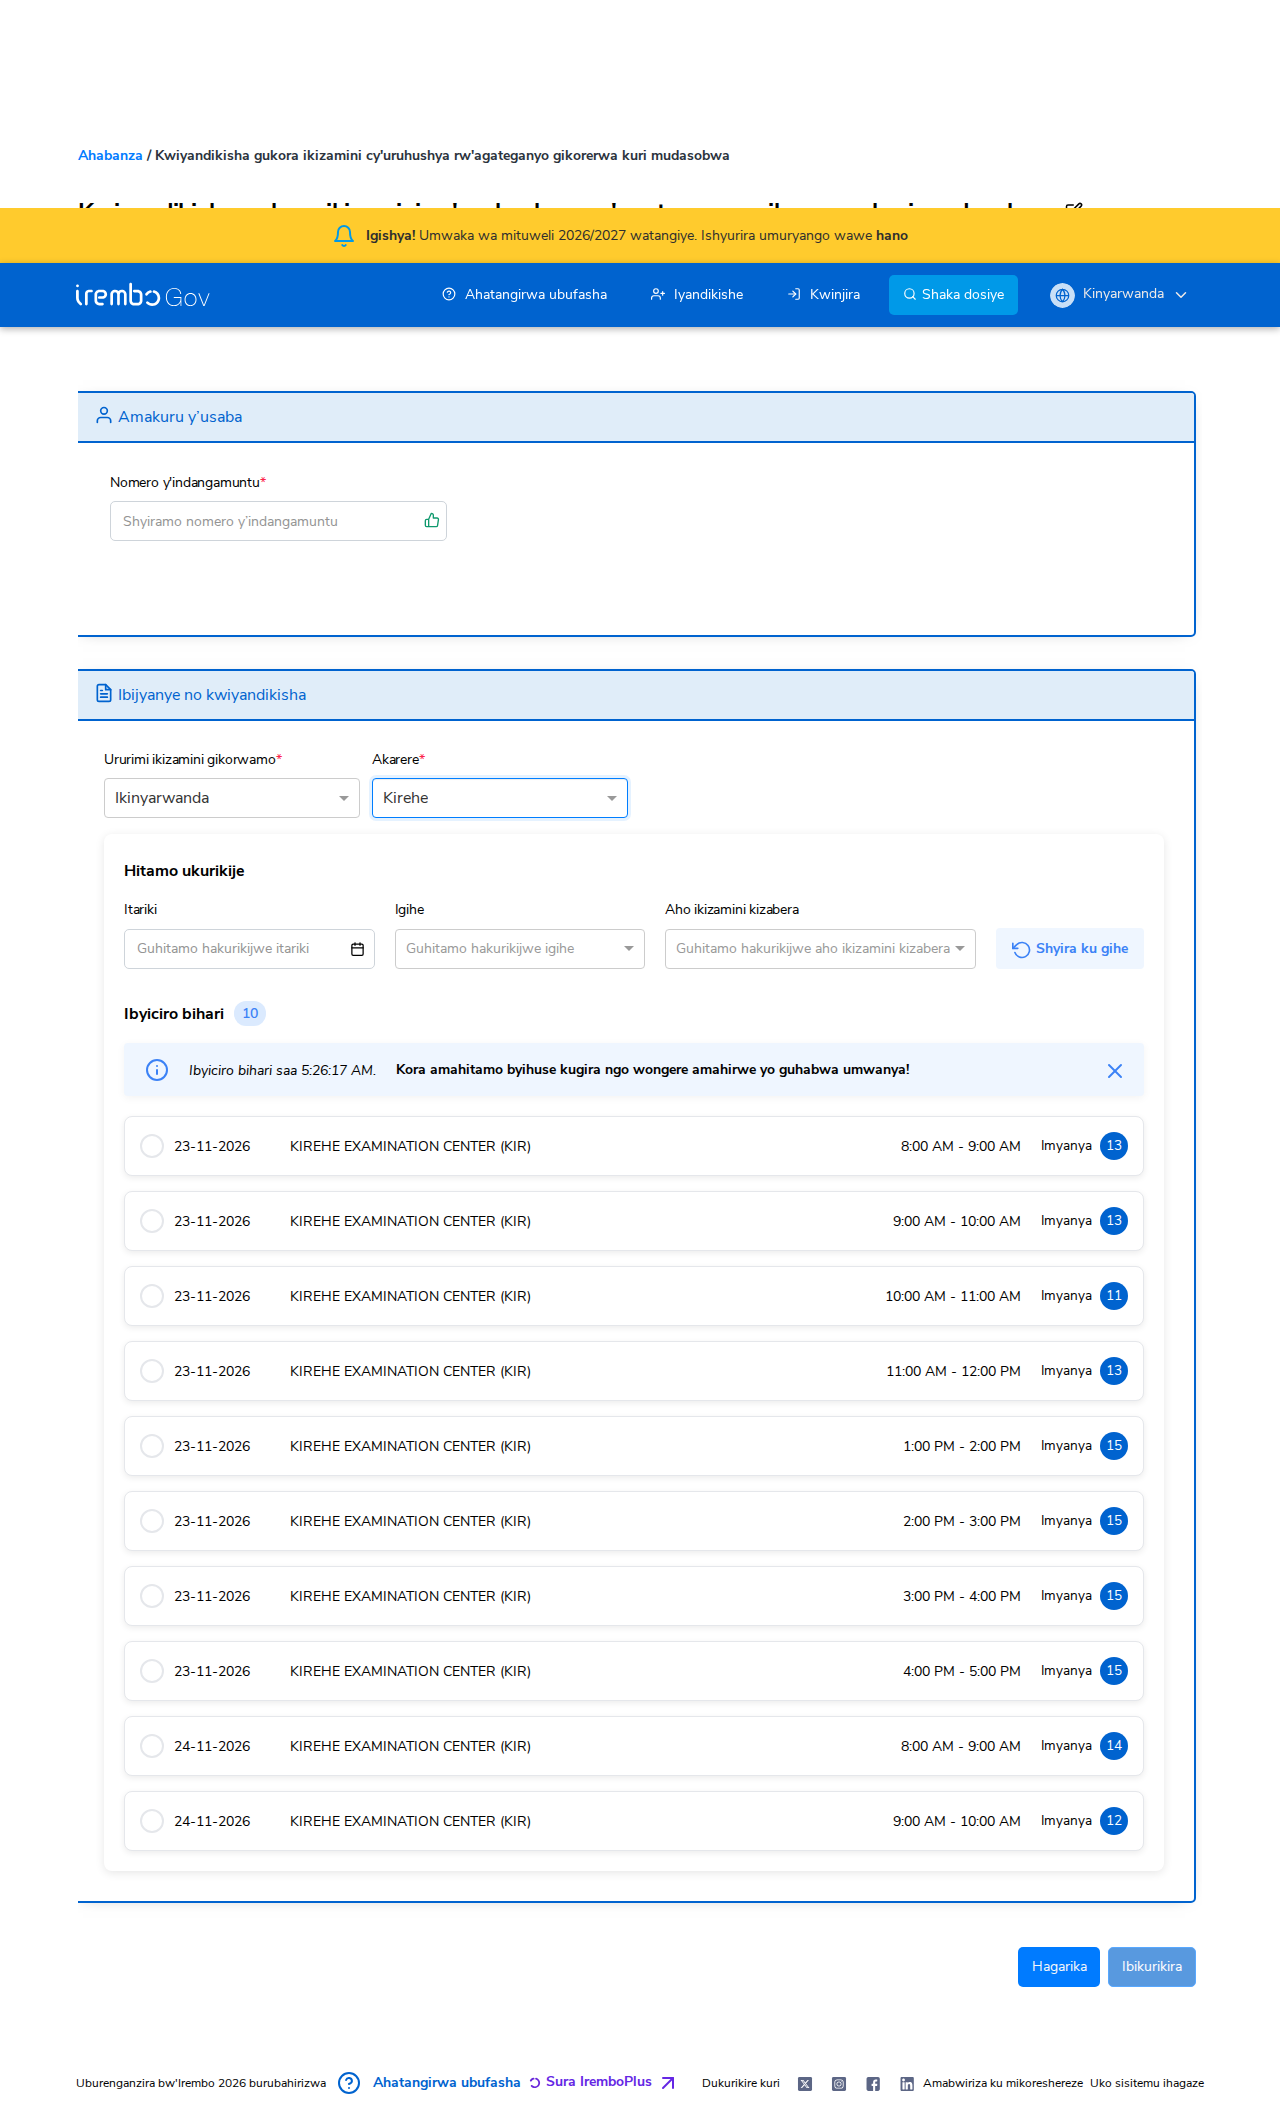 Ahabanza / Kwiyandikisha gukora ikizamini cy'uruhushya rw'agateganyo gikorerwa kuri mudasobwa
Igishya! Umwaka wa mituweli 2026/2027 watangiye. Ishyurira umuryango wawe hano
irembo Gov
Ahatangirwa ubufasha
Iyandikishe
Kwinjira
Shaka dosiye
Kinyarwanda
Amakuru y’usaba
Nomero y'indangamuntu*
Shyiramo nomero y’indangamuntu
Ibijyanye no kwiyandikisha
Ururimi ikizamini gikorwamo* Akarere*
Ikinyarwanda Kirehe
Hitamo ukurikije
Itariki Igihe Aho ikizamini kizabera
Guhitamo hakurikijwe itariki Guhitamo hakurikijwe igihe Guhitamo hakurikijwe aho ikizamini kizabera Shyira ku gihe
Ibyiciro bihari 10
Ibyiciro bihari saa 5:26:17 AM. Kora amahitamo byihuse kugira ngo wongere amahirwe yo guhabwa umwanya!
23-11-2026 KIREHE EXAMINATION CENTER (KIR) 8:00 AM - 9:00 AM Imyanya 13
23-11-2026 KIREHE EXAMINATION CENTER (KIR) 9:00 AM - 10:00 AM Imyanya 13
23-11-2026 KIREHE EXAMINATION CENTER (KIR) 10:00 AM - 11:00 AM Imyanya 11
23-11-2026 KIREHE EXAMINATION CENTER (KIR) 11:00 AM - 12:00 PM Imyanya 13
23-11-2026 KIREHE EXAMINATION CENTER (KIR) 1:00 PM - 2:00 PM Imyanya 15
23-11-2026 KIREHE EXAMINATION CENTER (KIR) 2:00 PM - 3:00 PM Imyanya 15
23-11-2026 KIREHE EXAMINATION CENTER (KIR) 3:00 PM - 4:00 PM Imyanya 15
23-11-2026 KIREHE EXAMINATION CENTER (KIR) 4:00 PM - 5:00 PM Imyanya 15
24-11-2026 KIREHE EXAMINATION CENTER (KIR) 8:00 AM - 9:00 AM Imyanya 14
24-11-2026 KIREHE EXAMINATION CENTER (KIR) 9:00 AM - 10:00 AM Imyanya 12
Hagarika Ibikurikira
Uburenganzira bw'Irembo 2026 burubahirizwa Ahatangirwa ubufasha Sura IremboPlus Dukurikire kuri Amabwiriza ku mikoreshereze Uko sisitemu ihagaze